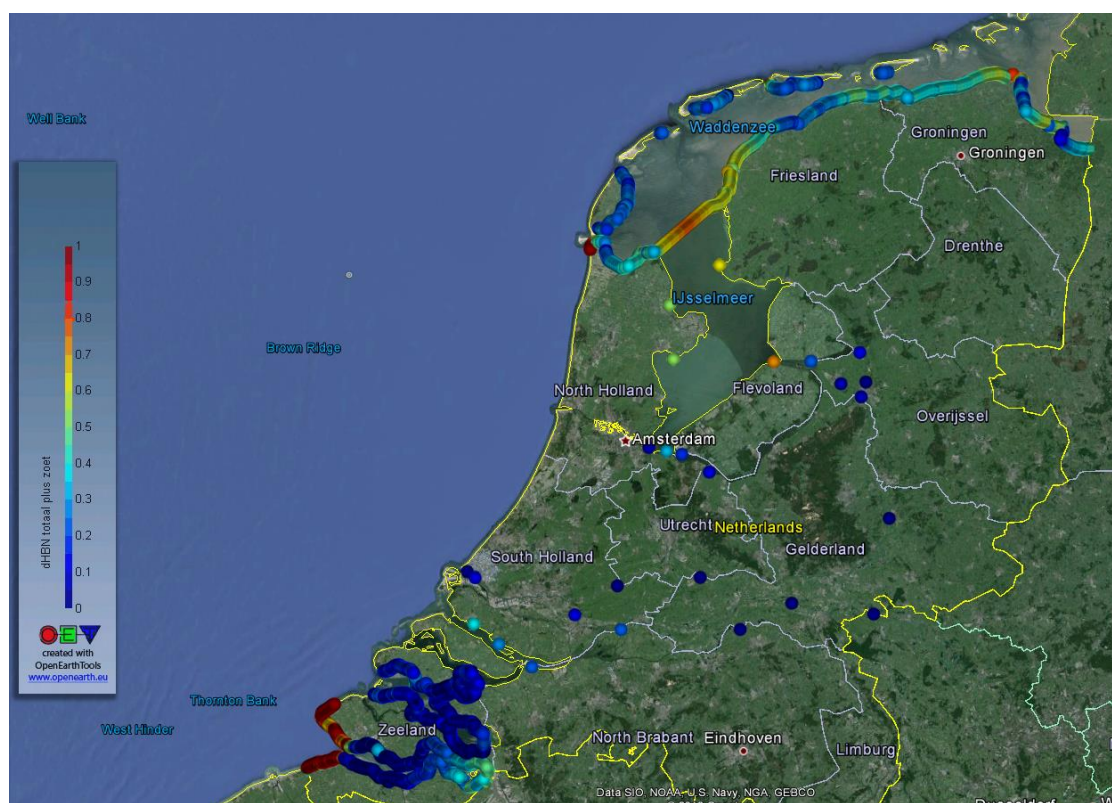 Well Bank
Waddenzee
Groningen
Groningen
Friesland
Drenthe
IJsselmeer
Brown Ridge
North Holland
Flevoland
Overijssel
Amsterdam
Utrecht
Netherlands
South Holland
Gelderland
Thornton Bank
West Hinder
Zeeland
North Brabant
Eindhoven
Limburg
Data SIO, NOAA, U.S. Navy, NGA, GEBCO
dHBN totaal plus zoet
1
0.9
0.8
0.7
0.6
0.5
0.4
0.3
0.2
0.1
0
E
created with
OpenEarthTools
www.openearth.eu